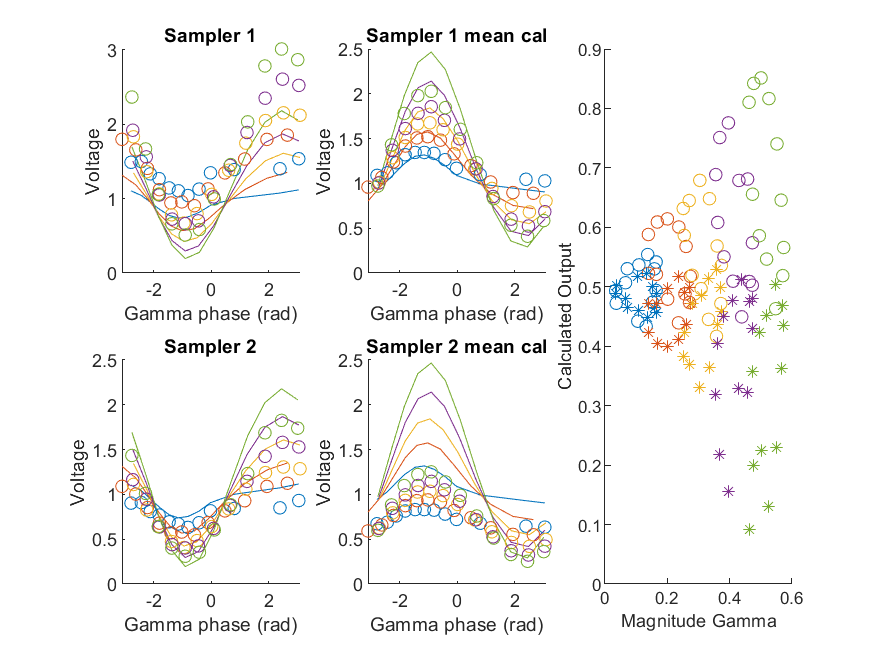 Sampler 1
3
2
1
0
Voltage
-2 0 2
Gamma phase (rad)
Sampler 1 mean cal
2.5
2
1.5
1
0.5
0
Voltage
-2 0 2
Gamma phase (rad)
Sampler 2
2.5
2
1.5
1
0.5
0
Voltage
-2 0 2
Gamma phase (rad)
Sampler 2 mean cal
2.5
2
1.5
1
0.5
0
Voltage
-2 0 2
Gamma phase (rad)
0.9
0.8
0.7
0.6
0.5
0.4
0.3
0.2
0.1
0
Calculated Output
0 0.2 0.4 0.6
Magnitude Gamma